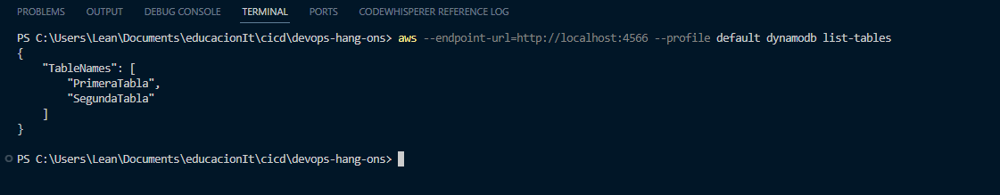 PROBLEMS OUTPUT DEBUG CONSOLE TERMINAL PORTS CODEWHISPERER REFERENCE LOG
PS C:\Users\Lean\Documents\educacionIt\cicd\devops-hang-ons> aws --endpoint-url=http://localhost:4566 --profile default dynamodb list-tables
{
    "TableNames": [
        "PrimeraTabla",
        "SegundaTabla"
    ]
}
PS C:\Users\Lean\Documents\educacionIt\cicd\devops-hang-ons>